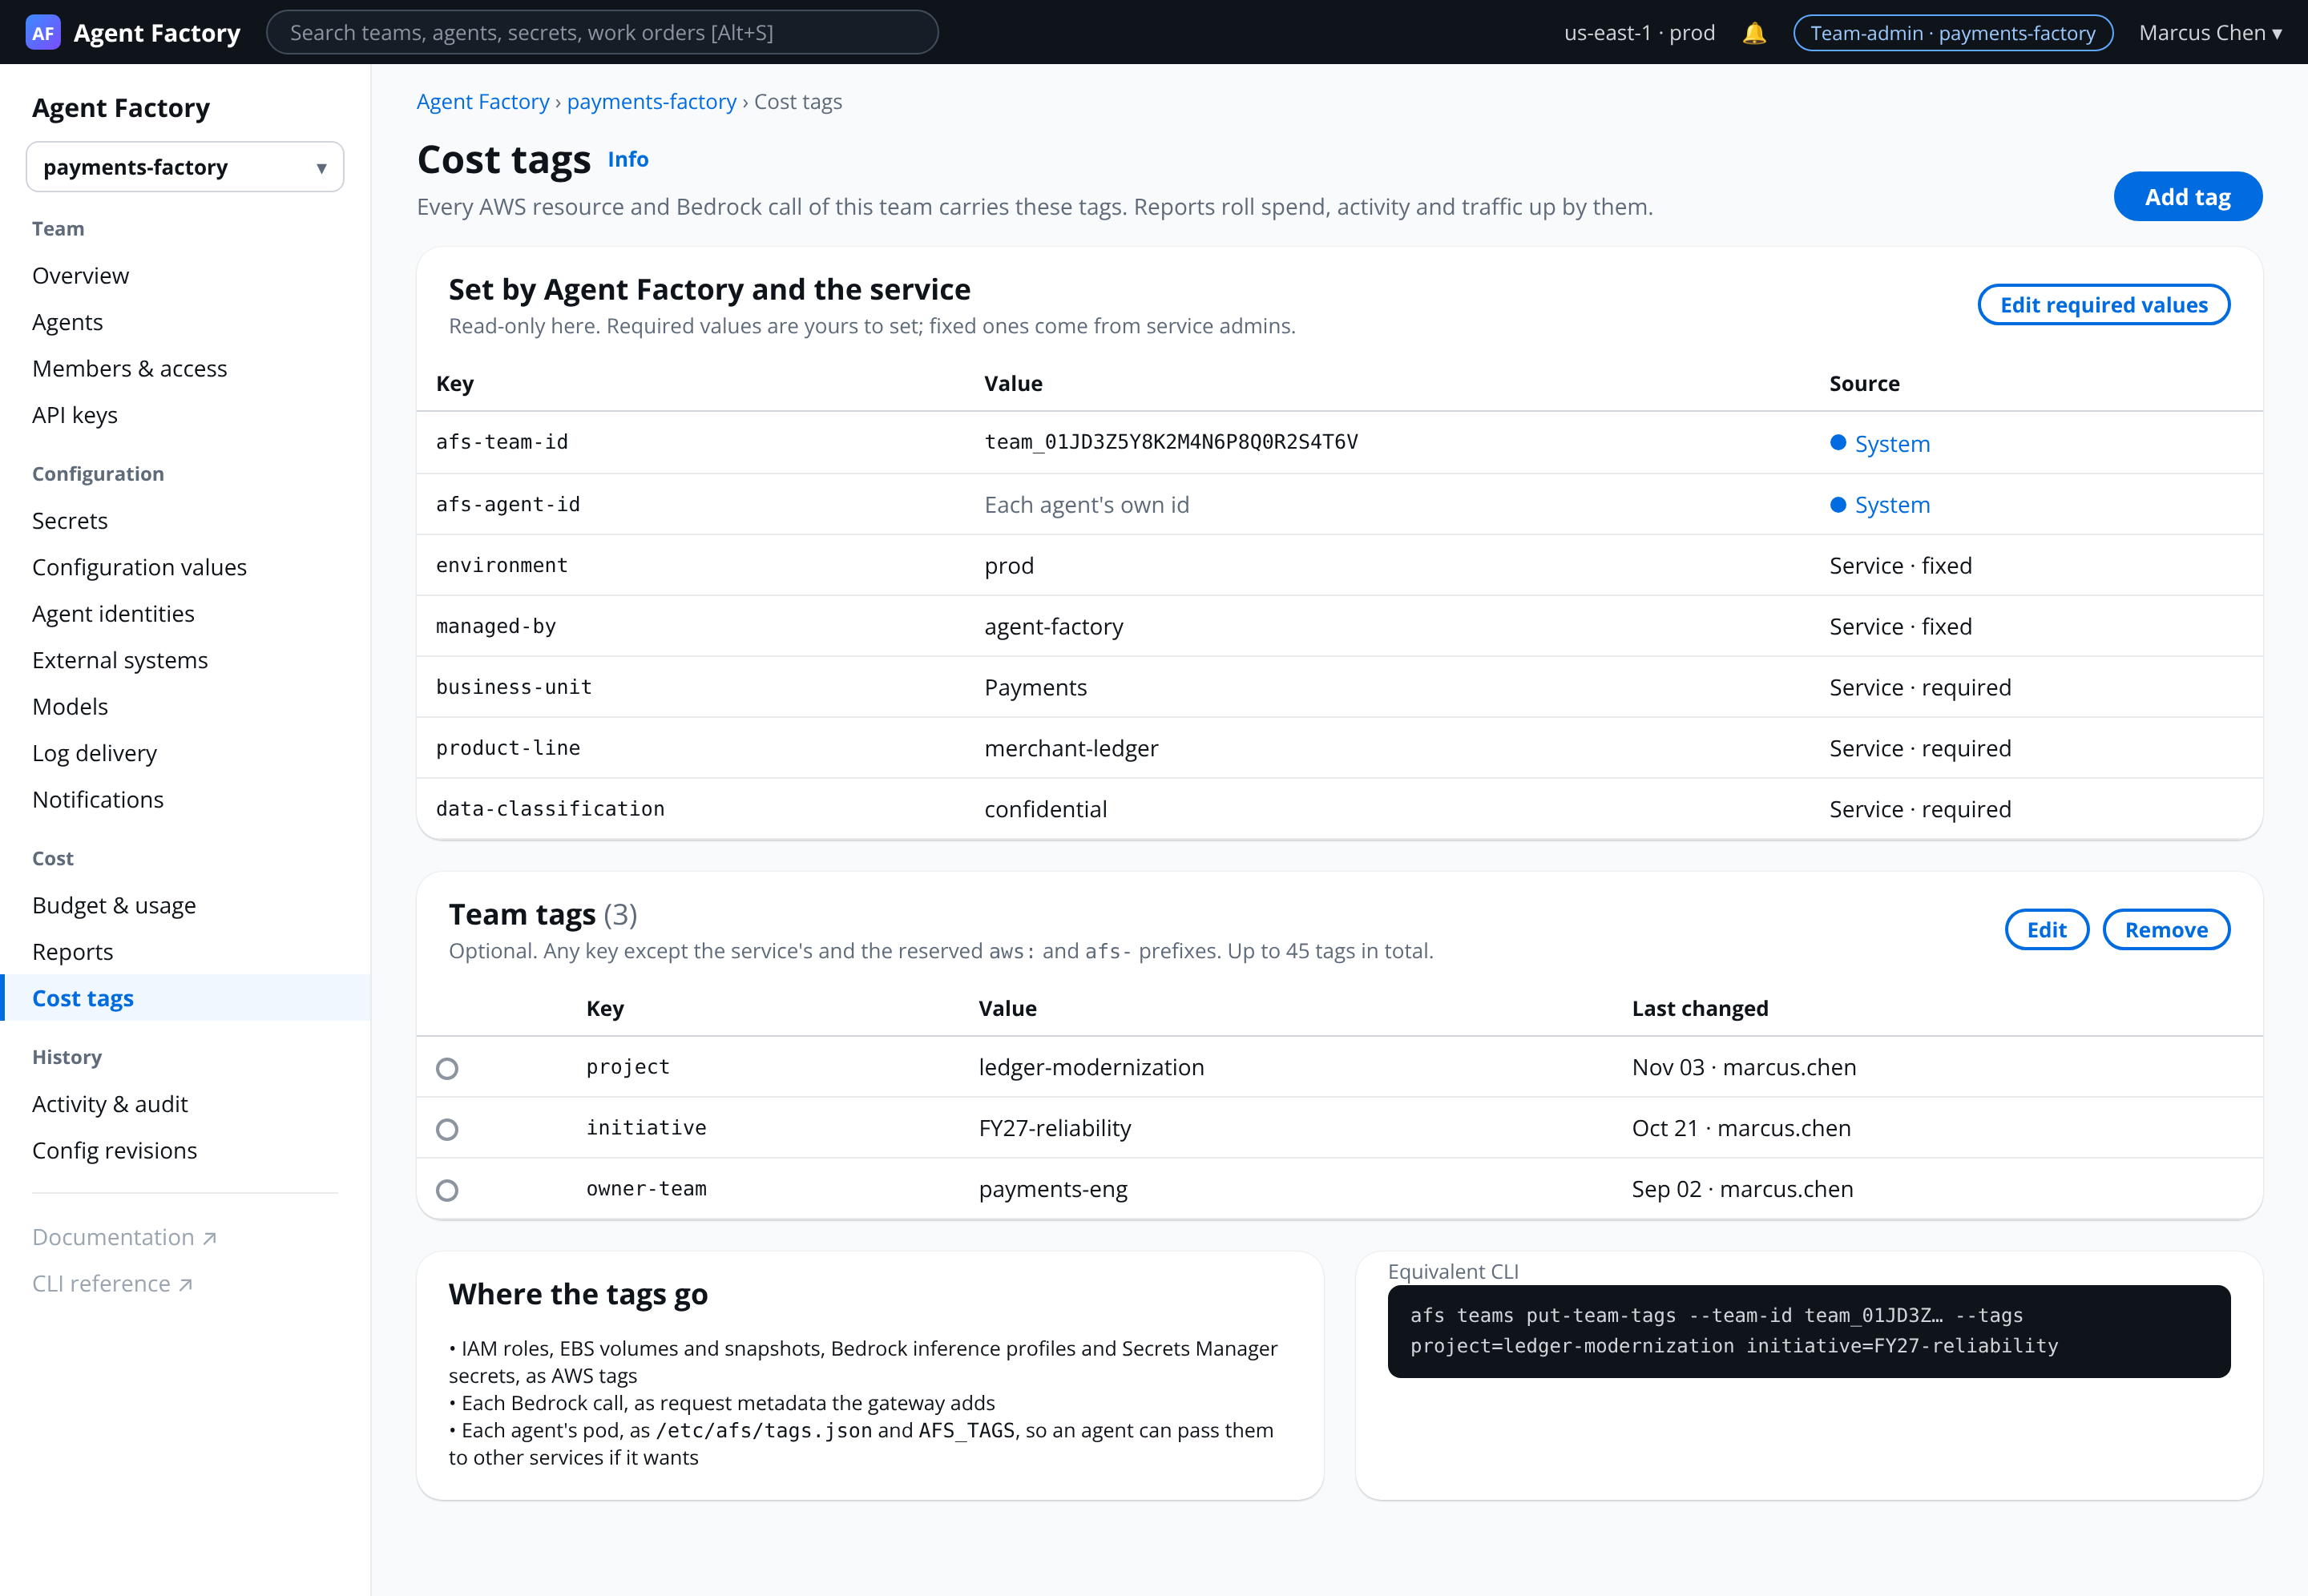 AF Agent Factory
Search teams, agents, secrets, work orders [Alt+S]
us-east-1 · prod
Team-admin · payments-factory
Marcus Chen ▾
Agent Factory
payments-factory ▾
Team
Overview
Agents
Members & access
API keys
Configuration
Secrets
Configuration values
Agent identities
External systems
Models
Log delivery
Notifications
Cost
Budget & usage
Reports
Cost tags
History
Activity & audit
Config revisions
Documentation ↗
CLI reference ↗
Agent Factory › payments-factory › Cost tags
Cost tags Info
Every AWS resource and Bedrock call of this team carries these tags. Reports roll spend, activity and traffic up by them.
Add tag
Set by Agent Factory and the service
Read-only here. Required values are yours to set; fixed ones come from service admins.
Edit required values
Key Value Source
afs-team-id team_01JD3Z5Y8K2M4N6P8Q0R2S4T6V System
afs-agent-id Each agent's own id System
environment prod Service · fixed
managed-by agent-factory Service · fixed
business-unit Payments Service · required
product-line merchant-ledger Service · required
data-classification confidential Service · required
Team tags (3)
Optional. Any key except the service's and the reserved aws: and afs- prefixes. Up to 45 tags in total.
Edit Remove
Key Value Last changed
project ledger-modernization Nov 03 · marcus.chen
initiative FY27-reliability Oct 21 · marcus.chen
owner-team payments-eng Sep 02 · marcus.chen
Where the tags go
• IAM roles, EBS volumes and snapshots, Bedrock inference profiles and Secrets Manager
secrets, as AWS tags
• Each Bedrock call, as request metadata the gateway adds
• Each agent's pod, as /etc/afs/tags.json and AFS_TAGS, so an agent can pass them
to other services if it wants
Equivalent CLI
afs teams put-team-tags --team-id team_01JD3Z… --tags
project=ledger-modernization initiative=FY27-reliability